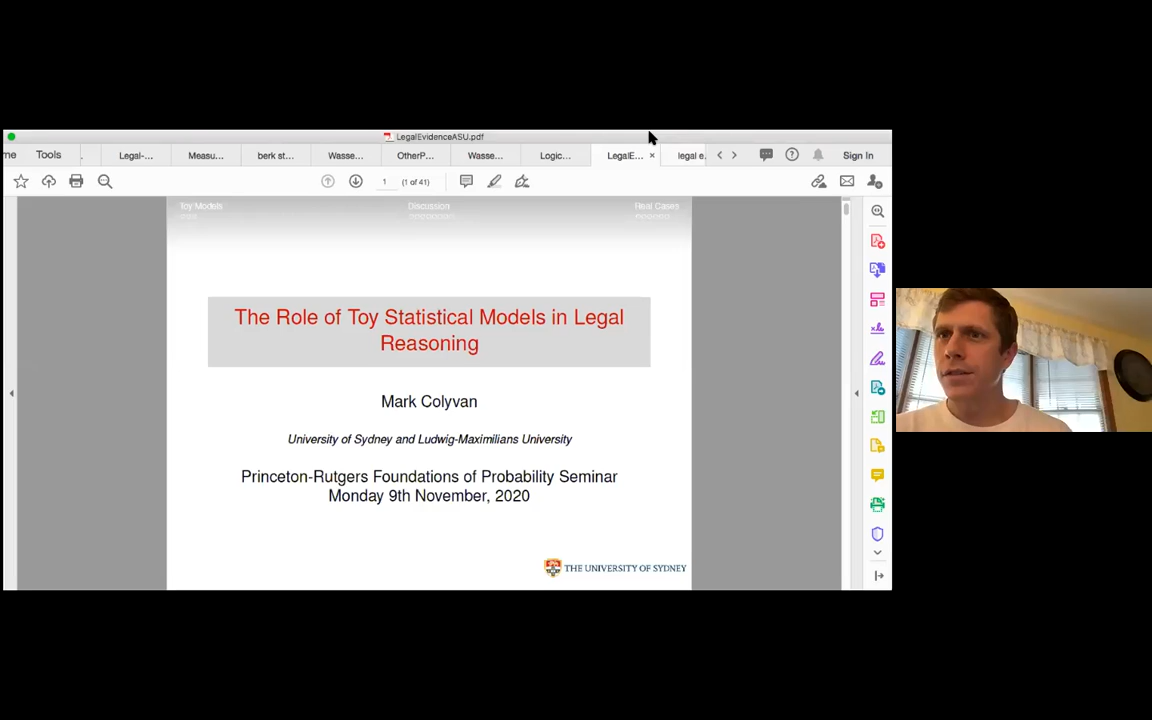 LegalEvidenceASU.pdf
me Tools Legal-... Measu... berk st... Wasse... OtherP... Wasse... Logic... LegalE... × legal e. Sign In
1 (1 of 41)
Toy Models Discussion Real Cases
The Role of Toy Statistical Models in Legal
Reasoning
Mark Colyvan
University of Sydney and Ludwig-Maximilians University
Princeton-Rutgers Foundations of Probability Seminar
Monday 9th November, 2020
THE UNIVERSITY OF SYDNEY